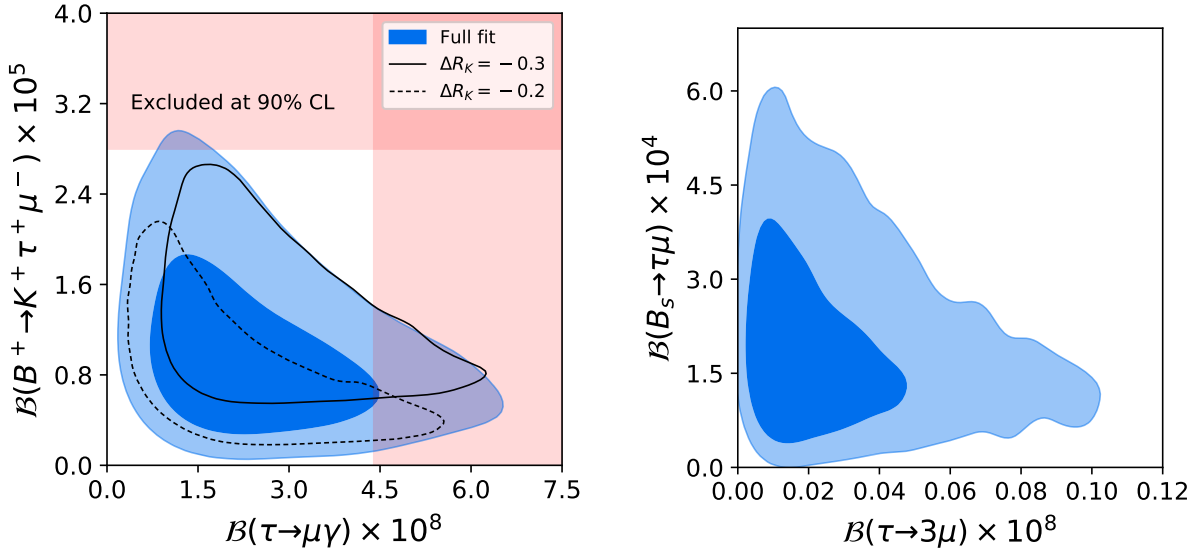 4.0
3.2
2.4
1.6
0.8
0.0
0.0 1.5 3.0 4.5 6.0 7.5
ℬ(B⁺→K⁺τ⁺μ⁻) × 10⁵
ℬ(τ→μγ) × 10⁸
Full fit
ΔR_K = −0.3
ΔR_K = −0.2
Excluded at 90% CL
6.0
4.5
3.0
1.5
0.0
0.00 0.02 0.04 0.06 0.08 0.10 0.12
ℬ(B_s→τμ) × 10⁴
ℬ(τ→3μ) × 10⁸